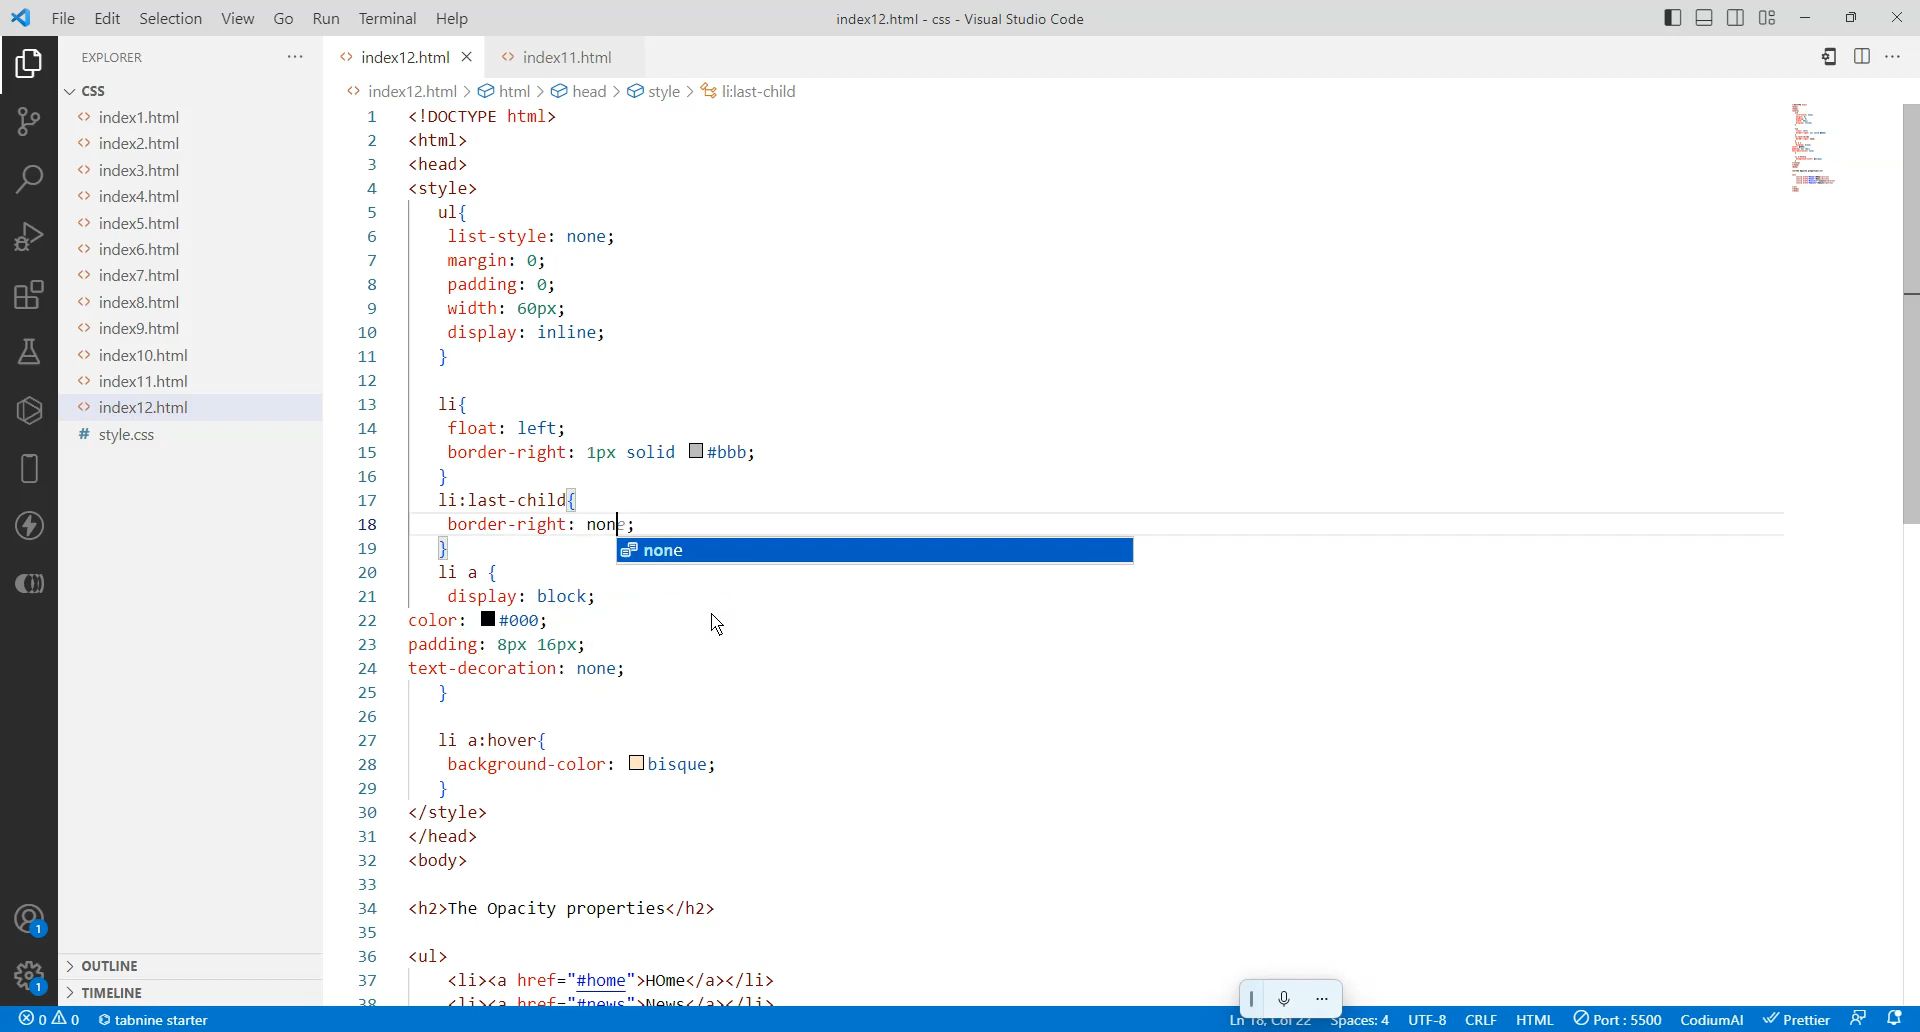 File Edit Selection View Go Run Terminal Help
index12.html - css - Visual Studio Code
EXPLORER
index12.html
index11.html
CSS
index12.html > html > head > style > li:last-child
index1.html
index2.html
index3.html
index4.html
index5.html
index6.html
index7.html
index8.html
index9.html
index10.html
index11.html
index12.html
# style.css
1 <!DOCTYPE html>
2 <html>
3 <head>
4 <style>
5 ul{
6 list-style: none;
7 margin: 0;
8 padding: 0;
9 width: 60px;
10 display: inline;
11 }
12
13 li{
14 float: left;
15 border-right: 1px solid #bbb;
16 }
17 li:last-child{
18 border-right: none;
none
19 }
20 li a {
21 display: block;
22 color: #000;
23 padding: 8px 16px;
24 text-decoration: none;
25 }
26
27 li a:hover{
28 background-color: bisque;
29 }
30 </style>
31 </head>
32 <body>
33
34 <h2>The Opacity properties</h2>
35
36 <ul>
37 <li><a href="#home">HOme</a></li>
38 <li><a href="#news">News</a></li>
1
1
OUTLINE
TIMELINE
0 0 tabnine starter
Ln 18, Col 22 Spaces: 4 UTF-8 CRLF HTML Port : 5500 CodiumAI Prettier